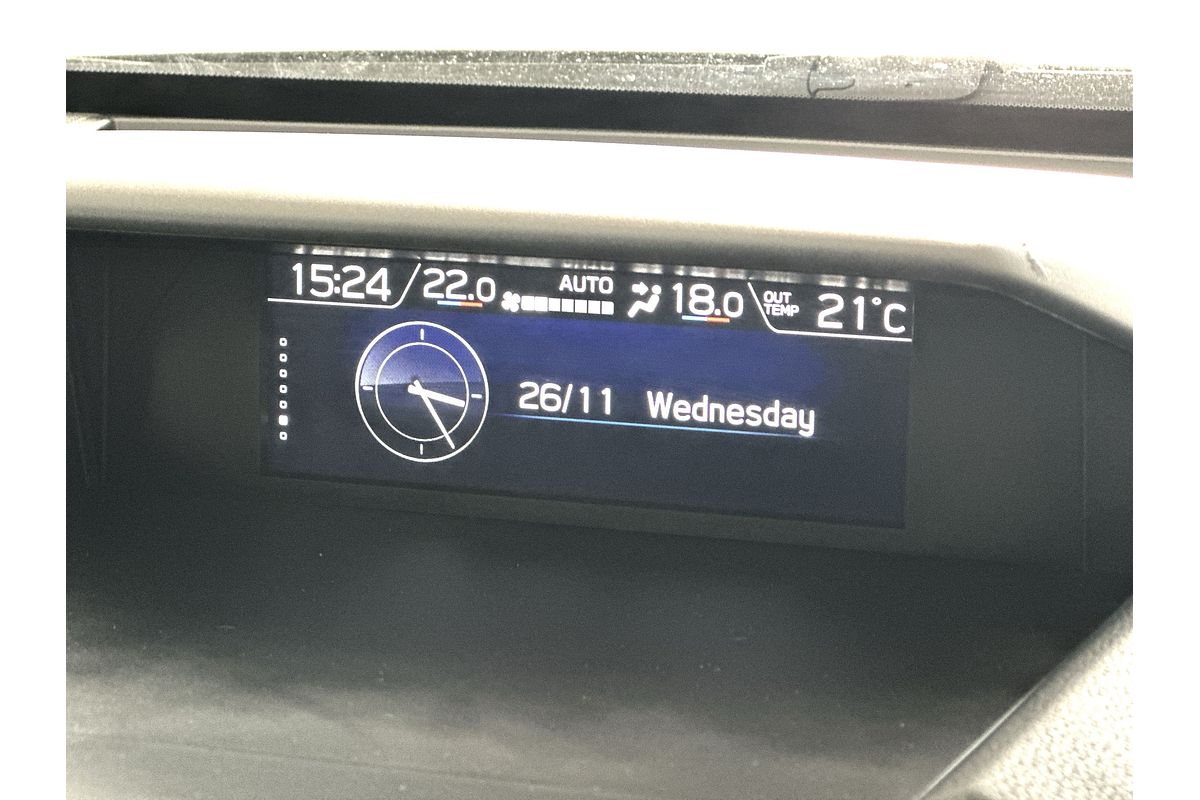 15:24 22.0 AUTO 18.0 OUT TEMP 21°C
26/11 Wednesday